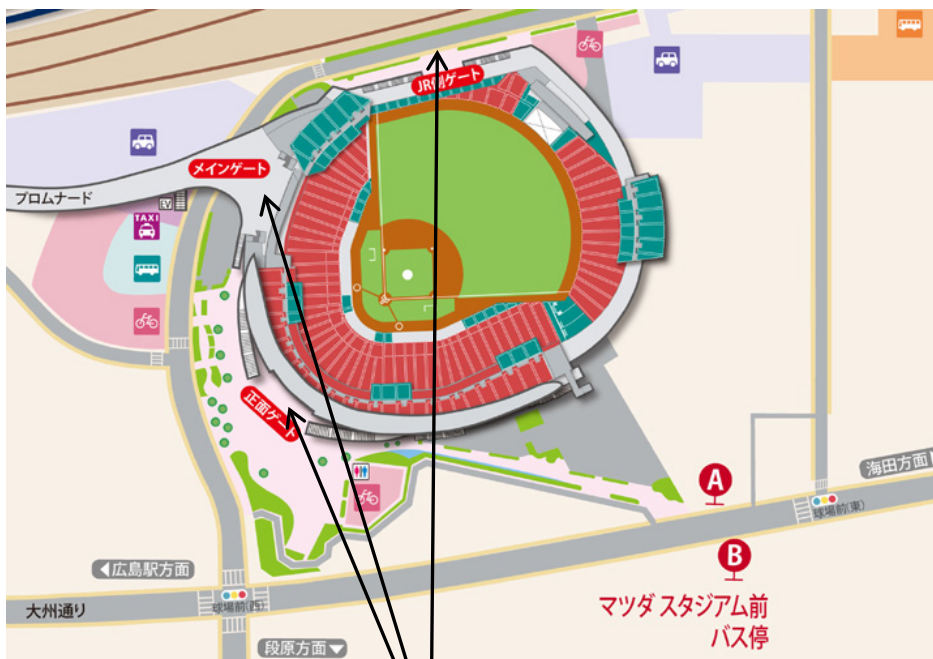 JR側ゲート
メインゲート
プロムナード
EV
TAXI
正面ゲート
A
海田方面
球場前(東)
B
広島駅方面
マツダ スタジアム前
バス停
球場前(西)
大州通り
段原方面